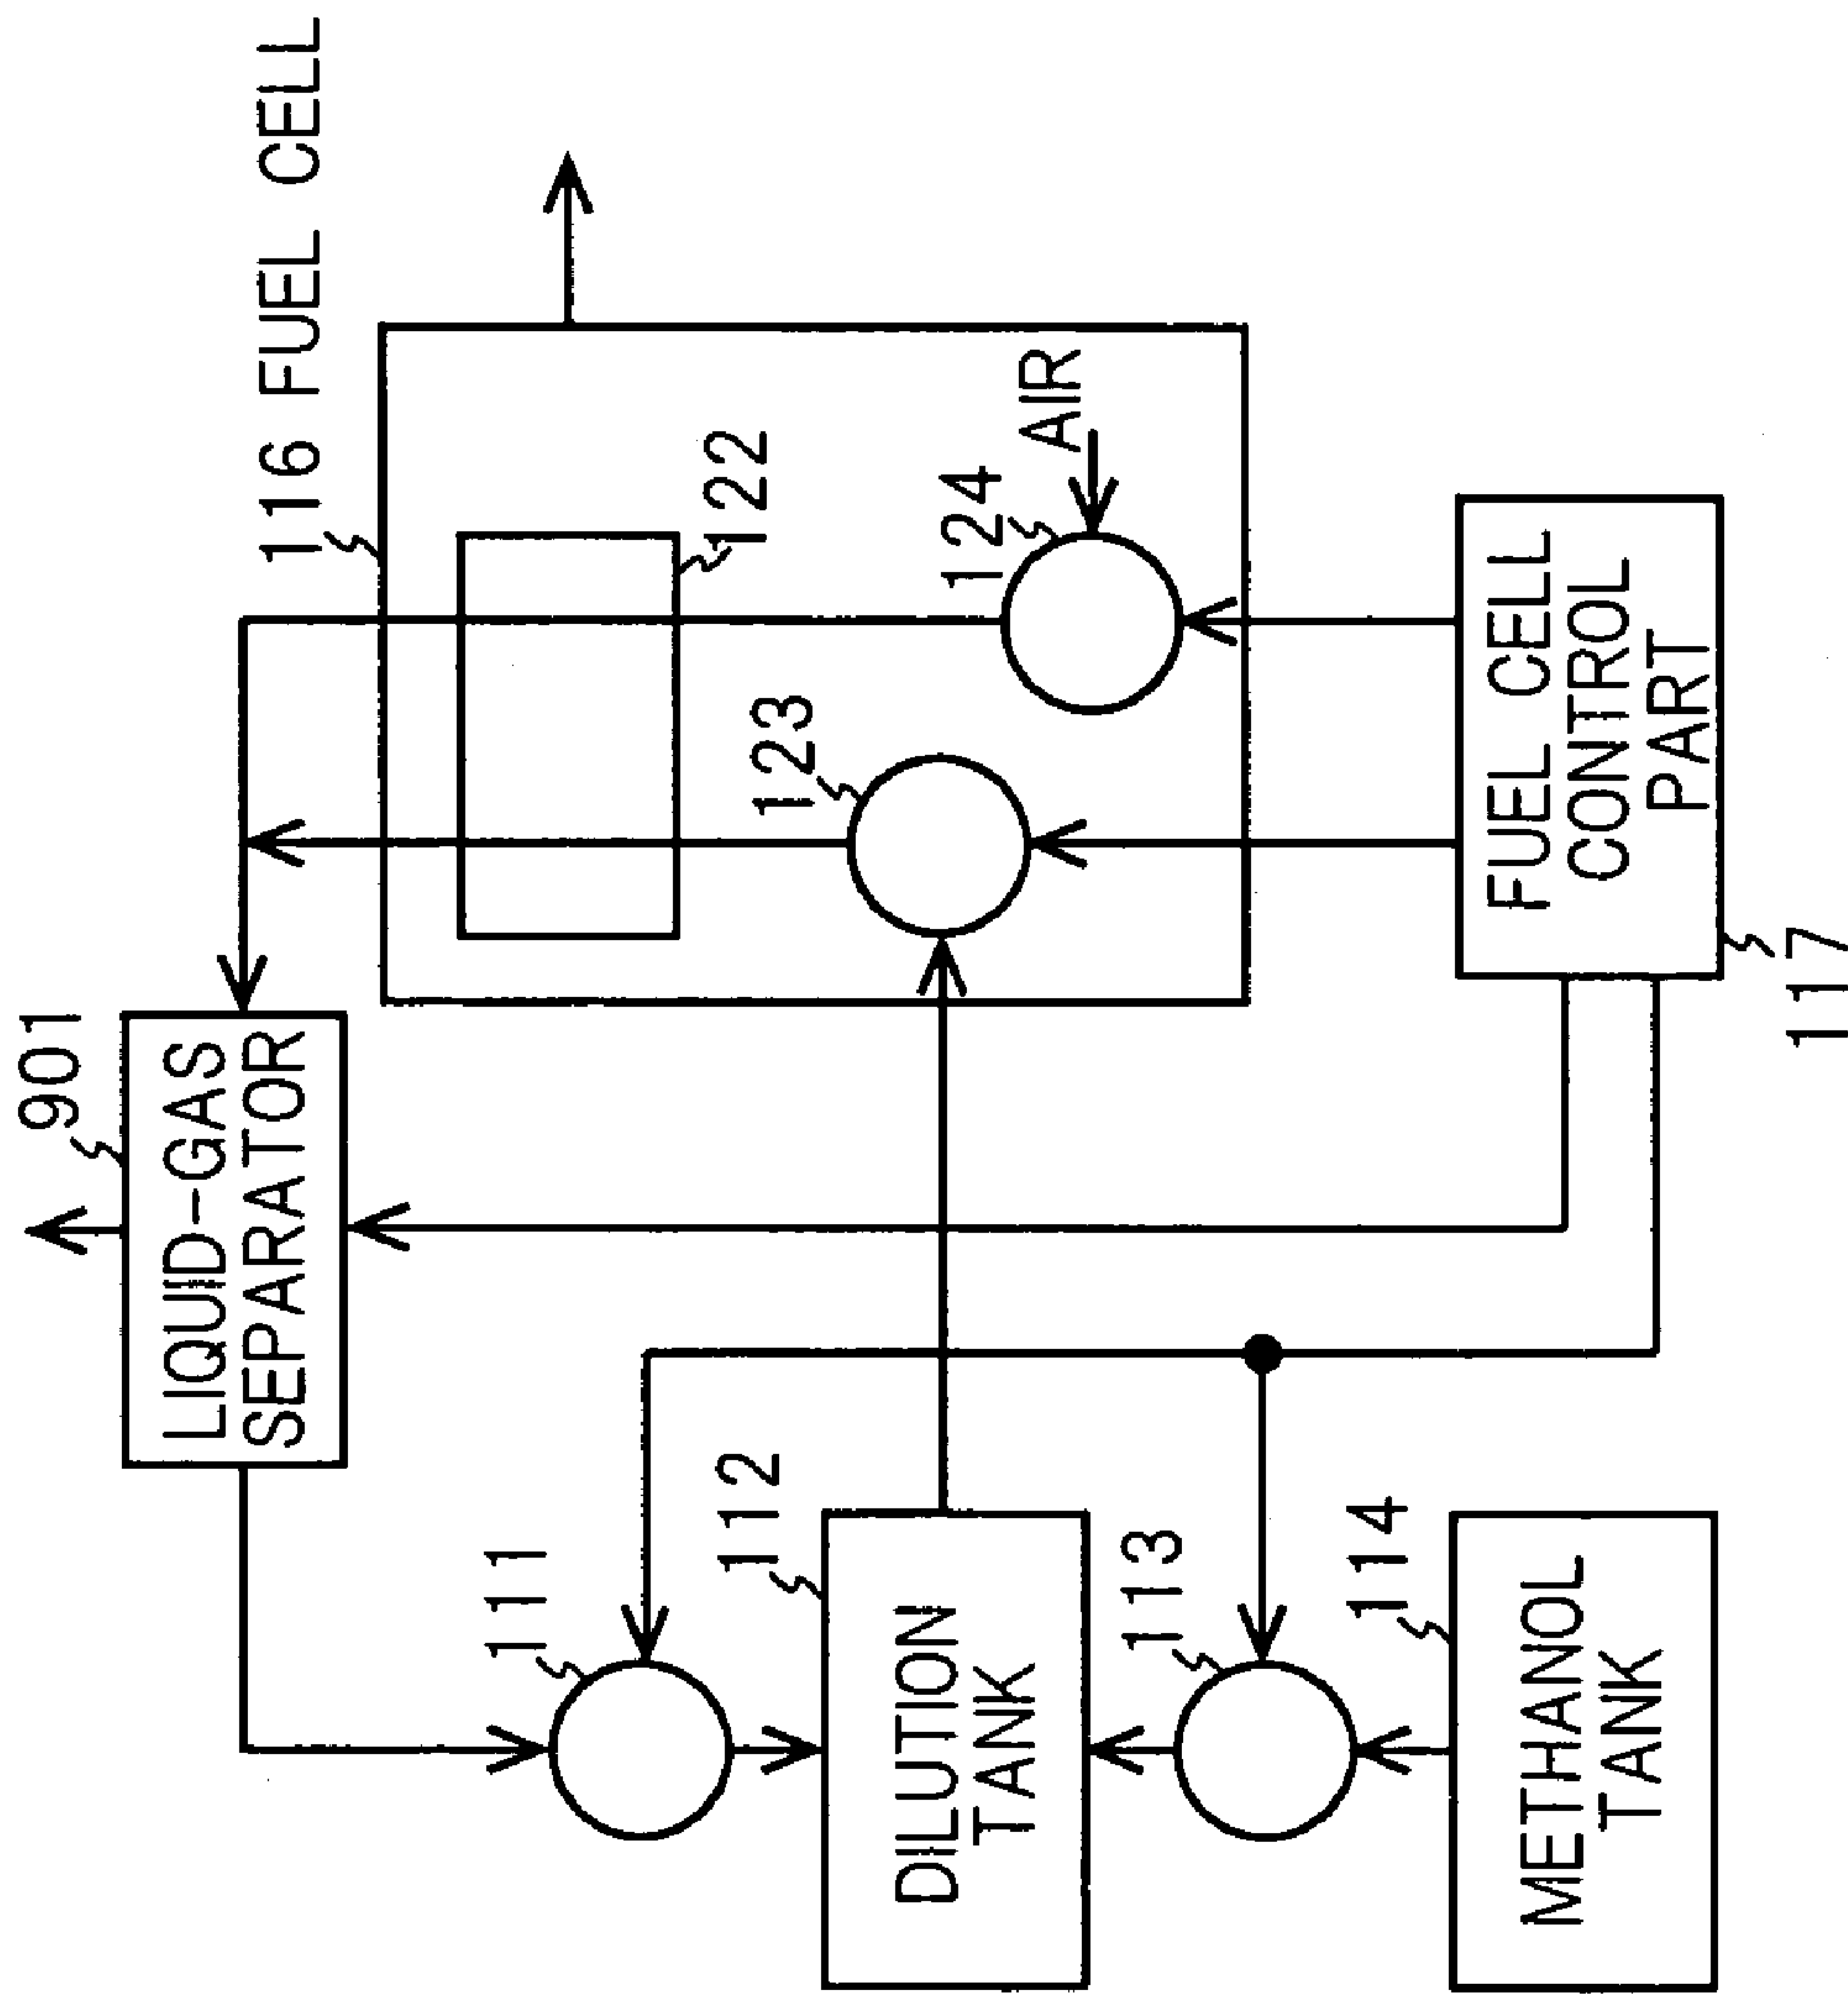 901
LIQUID-GAS
SEPARATOR
116 FUEL CELL
122
111
123
112
124
AIR
DILUTION
TANK
113
114
METHANOL
TANK
FUEL CELL
CONTROL
PART
117